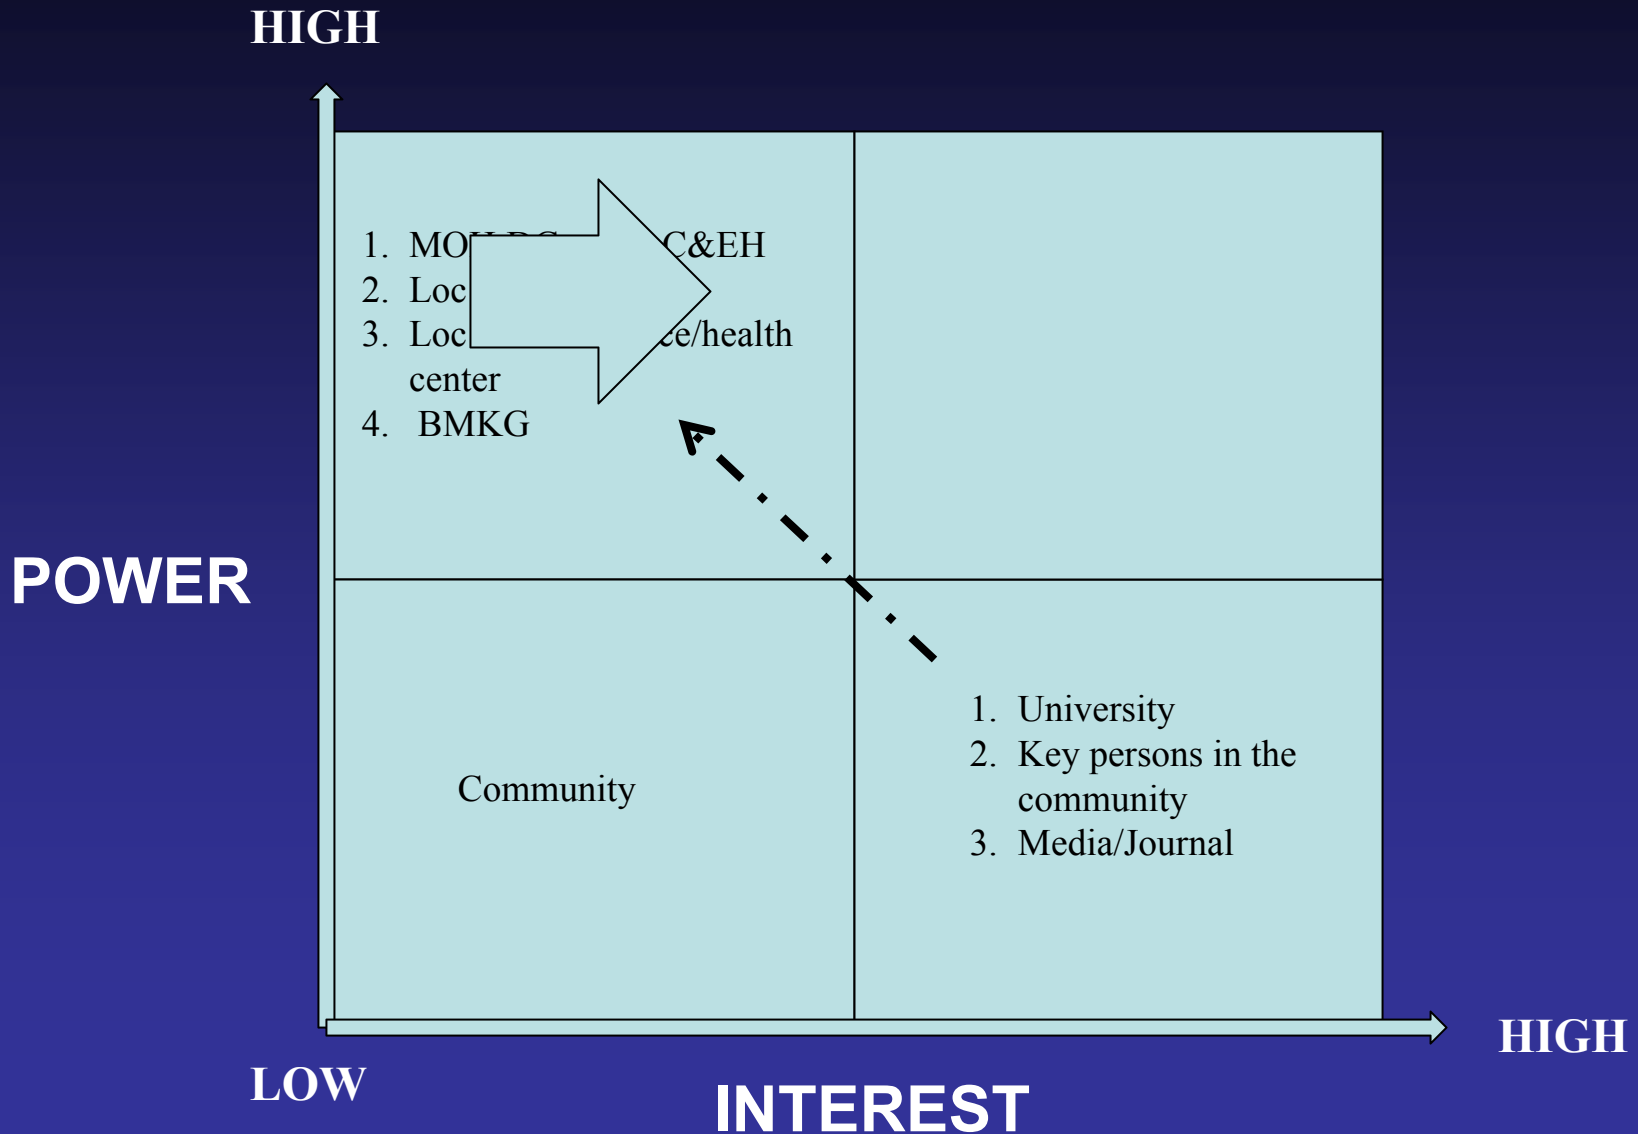 HIGH
1. MOH C&EH
2. Loc
3. Loc ce/health
center
4. BMKG
POWER
1. University
2. Key persons in the
community
3. Media/Journal
Community
HIGH
LOW
INTEREST